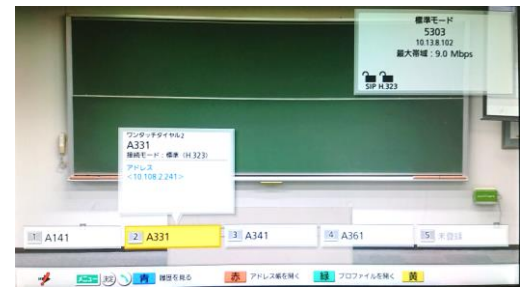 標準モード
5303
10.13.8.102
最大帯域:9.0 Mbps
SIP H.323
ワンタッチダイヤル2
A331
接続モード:標準 (H.323)
アドレス
<10.108.2.241>
1 A141
2 A331
3 A341
4 A361
5 未登録
メニュー 決定 青 履歴を見る 赤 アドレス帳を開く 緑 プロファイルを開く 黄